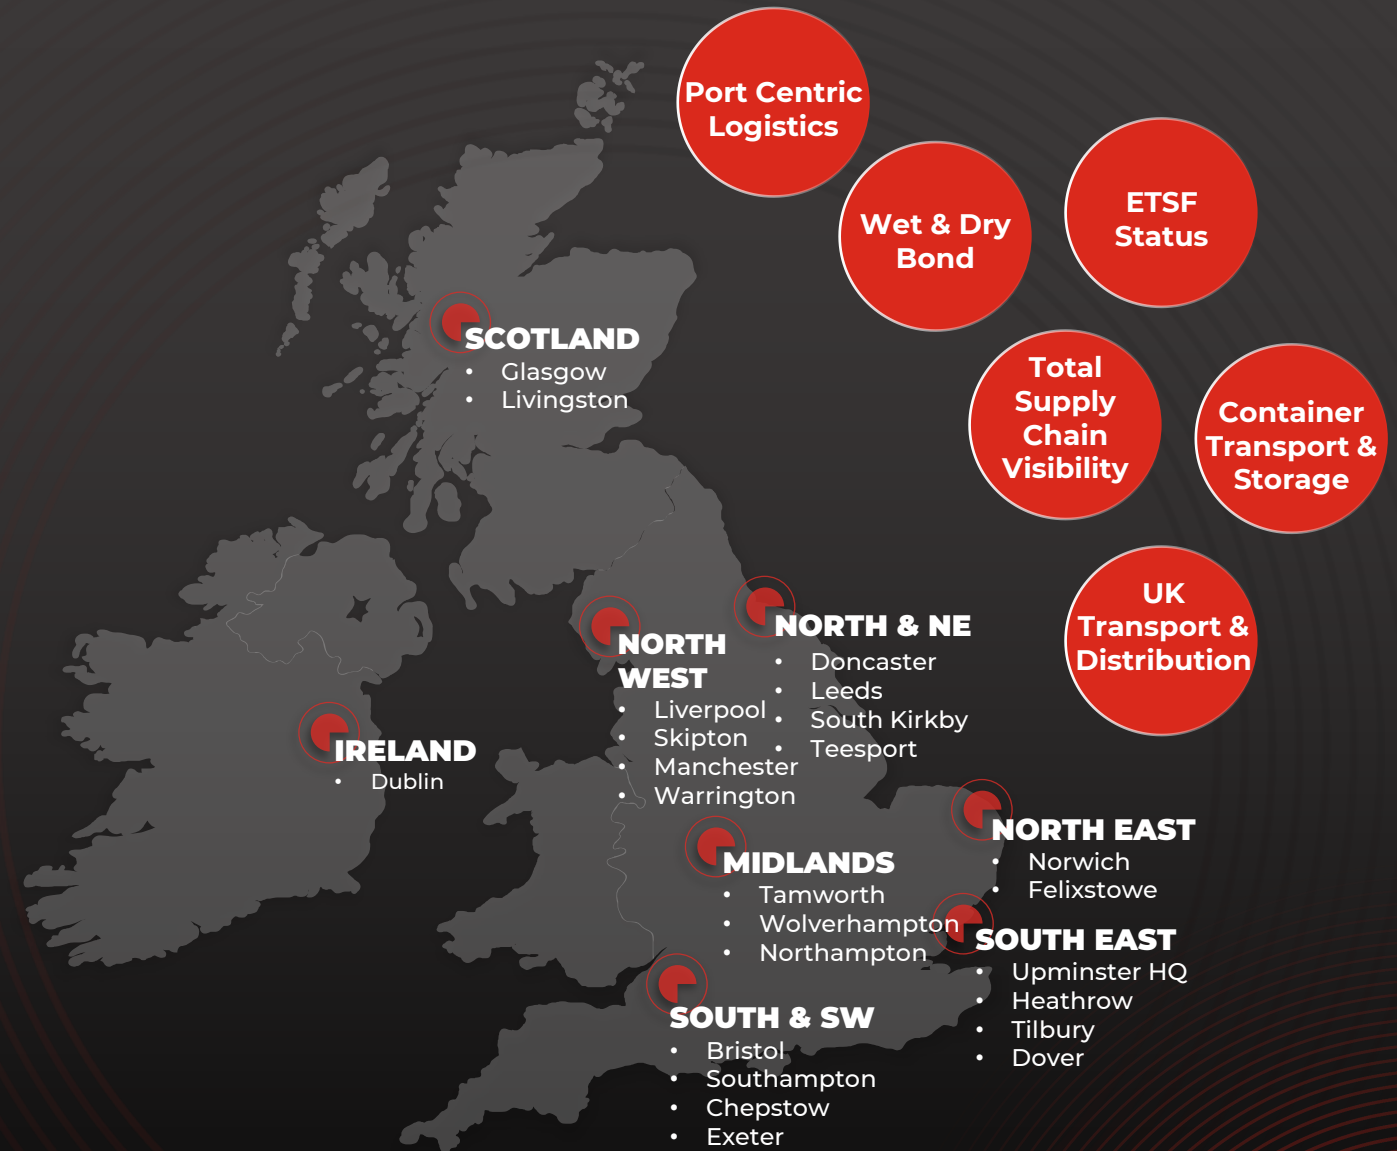 Port Centric
Logistics
Wet & Dry
Bond
ETSF
Status
Total
Supply
Chain
Visibility
Container
Transport &
Storage
UK
Transport &
Distribution
SCOTLAND
• Glasgow
• Livingston
NORTH & NE
• Doncaster
• Leeds
• South Kirkby
• Teesport
NORTH
WEST
• Liverpool
• Skipton
• Manchester
• Warrington
IRELAND
• Dublin
NORTH EAST
• Norwich
• Felixstowe
MIDLANDS
• Tamworth
• Wolverhampton
• Northampton
SOUTH EAST
• Upminster HQ
• Heathrow
• Tilbury
• Dover
SOUTH & SW
• Bristol
• Southampton
• Chepstow
• Exeter